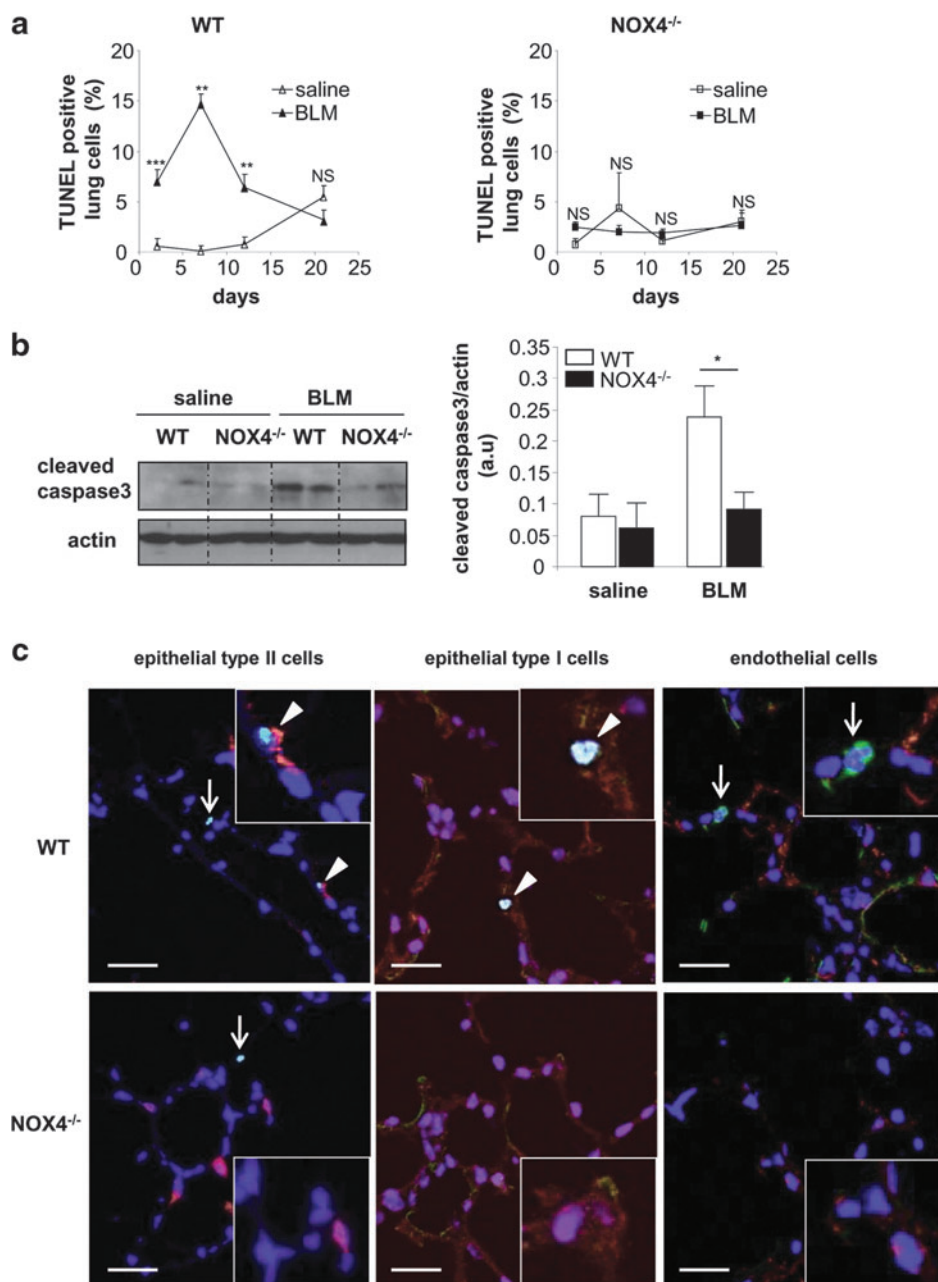 a
WT
NOX4-/-
20
15
10
5
0
TUNEL positive
lung cells (%)
***
**
**
NS
saline
BLM
0 5 10 15 20 25
days
20
15
10
5
0
TUNEL positive
lung cells (%)
NS
NS
NS
NS
saline
BLM
0 5 10 15 20 25
days
b
saline BLM
WT NOX4-/- WT NOX4-/-
cleaved
caspase3
actin
0.35
0.3
0.25
0.2
0.15
0.1
0.05
0
cleaved caspase3/actin
(a.u)
WT
NOX4-/-
*
saline BLM
c
epithelial type II cells epithelial type I cells endothelial cells
WT
NOX4-/-